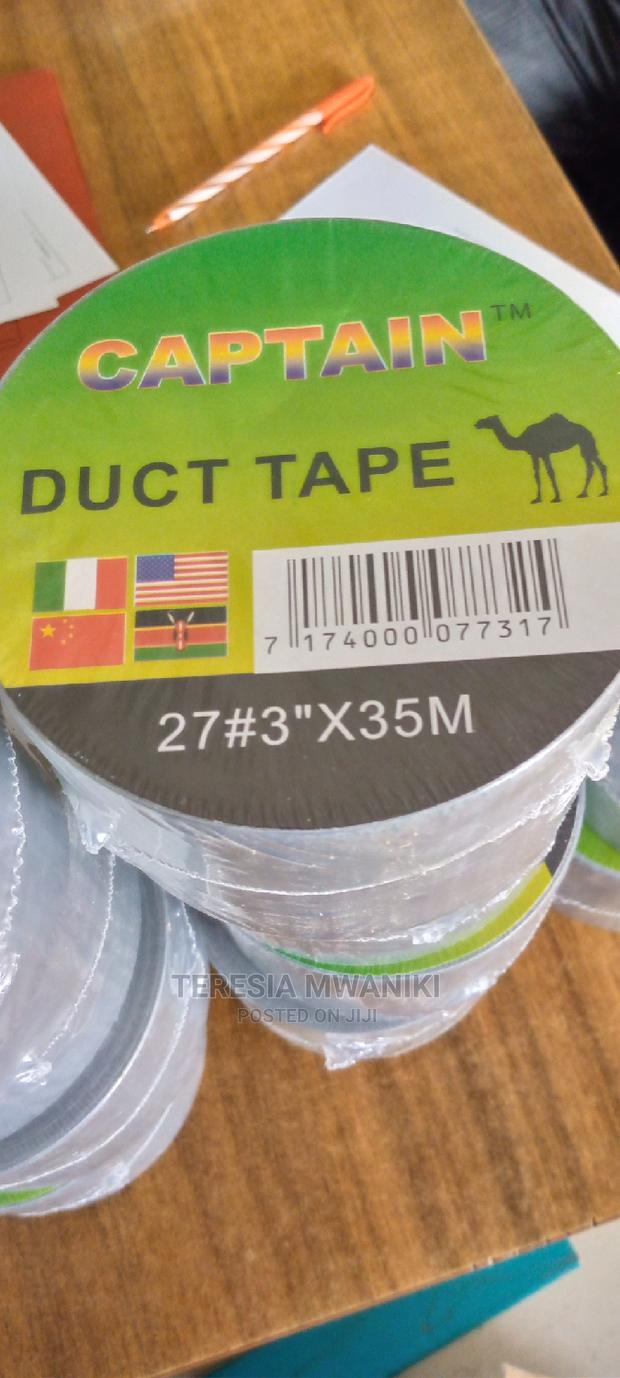 CAPTAIN™
DUCT TAPE
7 174000 077317
27#3"X35M
TERESIA MWANIKI
POSTED ON JIJI